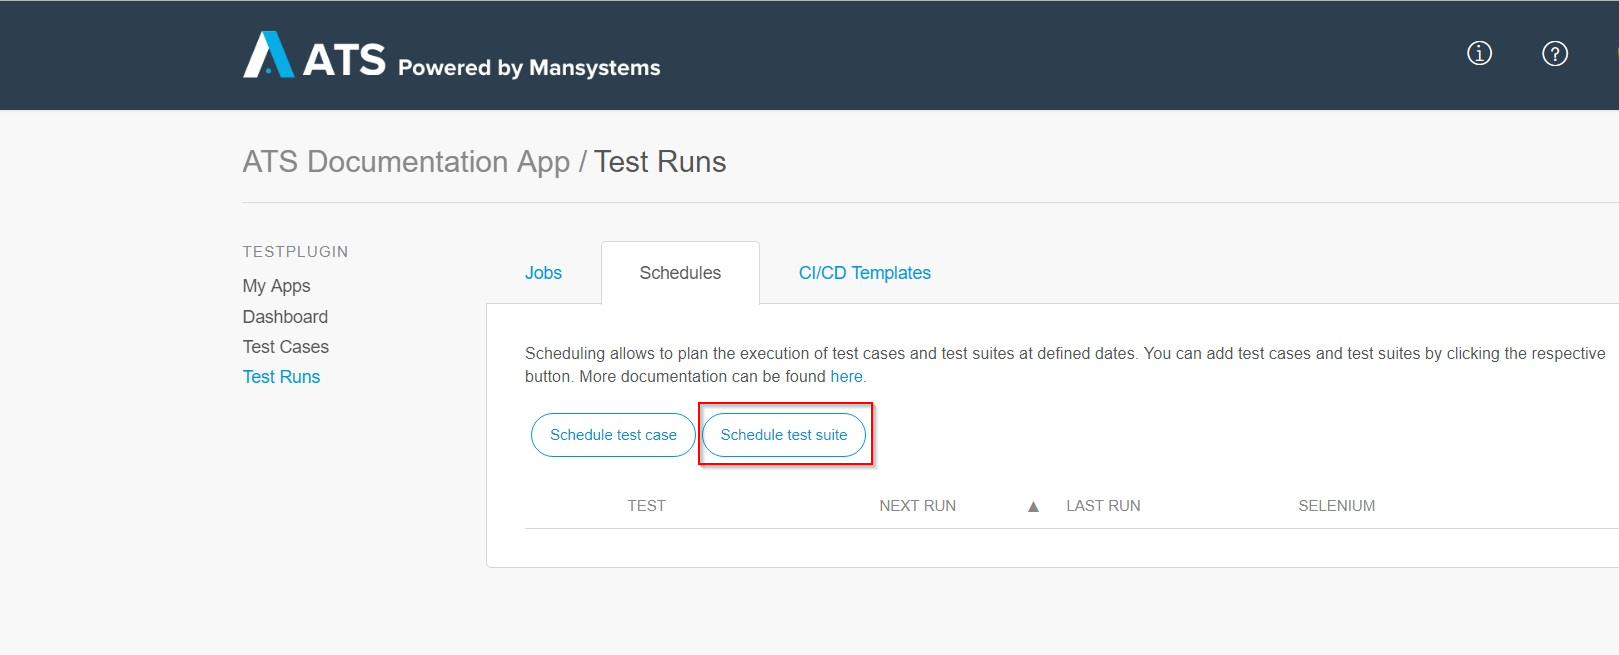 ATS Powered by Mansystems
ATS Documentation App / Test Runs
TESTPLUGIN
My Apps
Dashboard
Test Cases
Test Runs
Jobs
Schedules
CI/CD Templates
Scheduling allows to plan the execution of test cases and test suites at defined dates. You can add test cases and test suites by clicking the respective
button. More documentation can be found here.
Schedule test case
Schedule test suite
TEST
NEXT RUN ▲
LAST RUN
SELENIUM